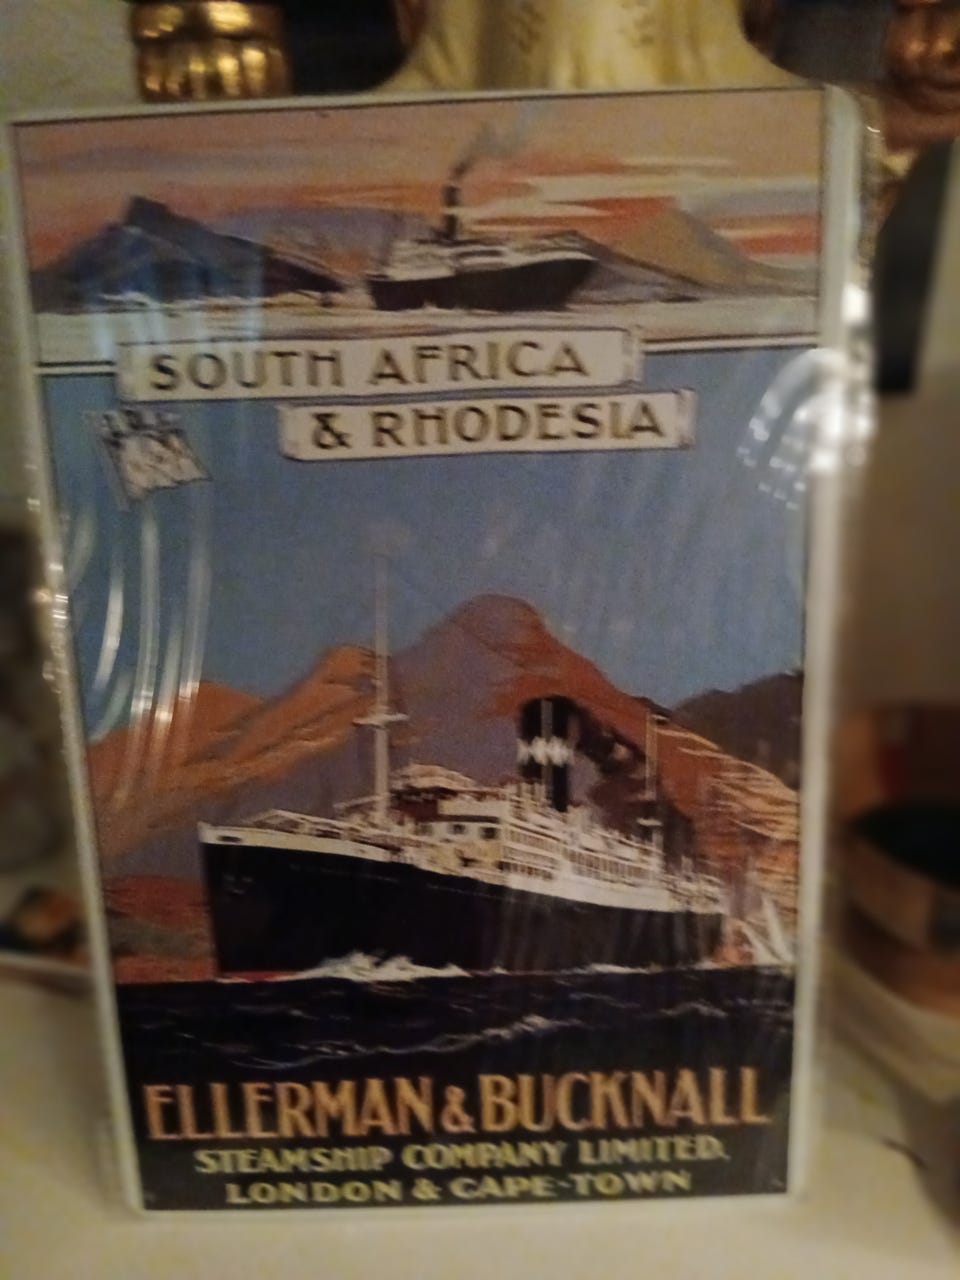 SOUTH AFRICA
& RHODESIA
ELLERMAN & BUCKNALL
STEAMSHIP COMPANY LIMITED.
LONDON & CAPE-TOWN